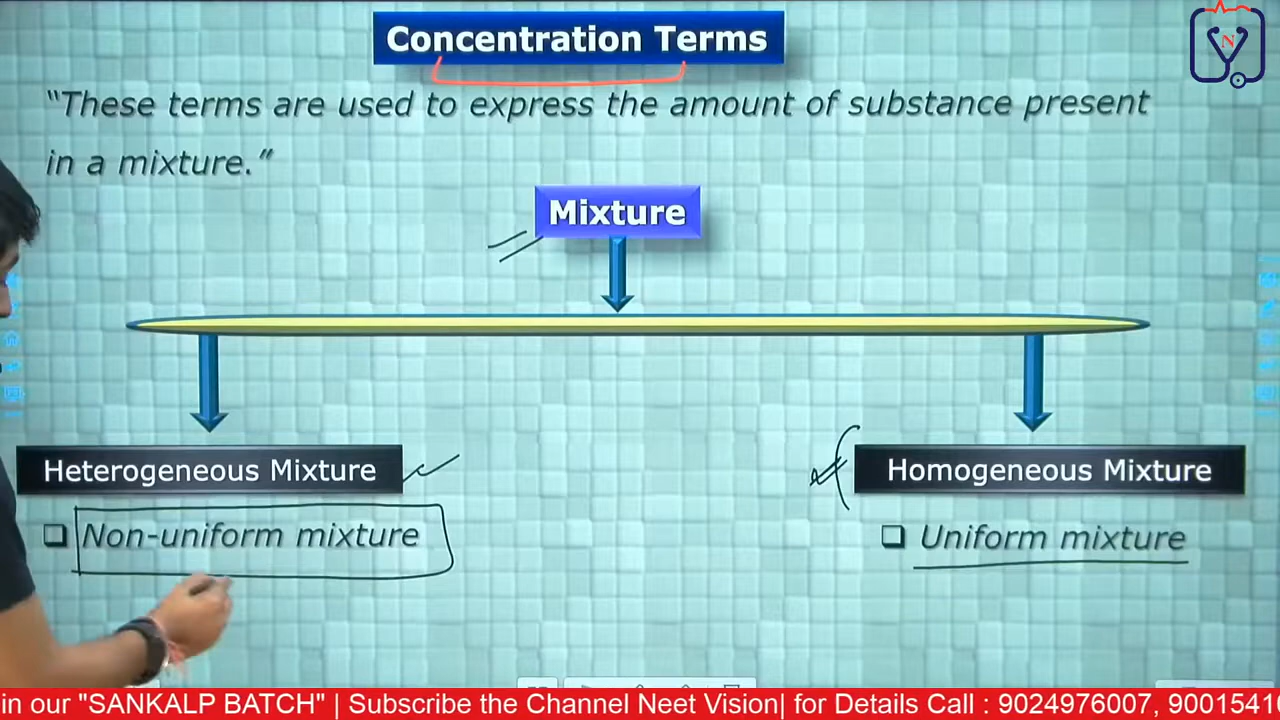 Concentration Terms
N
“These terms are used to express the amount of substance present
in a mixture.”
Mixture
Heterogeneous Mixture
Homogeneous Mixture
❑ Non-uniform mixture
❑ Uniform mixture
in our "SANKALP BATCH" | Subscribe the Channel Neet Vision| for Details Call : 9024976007, 90015410